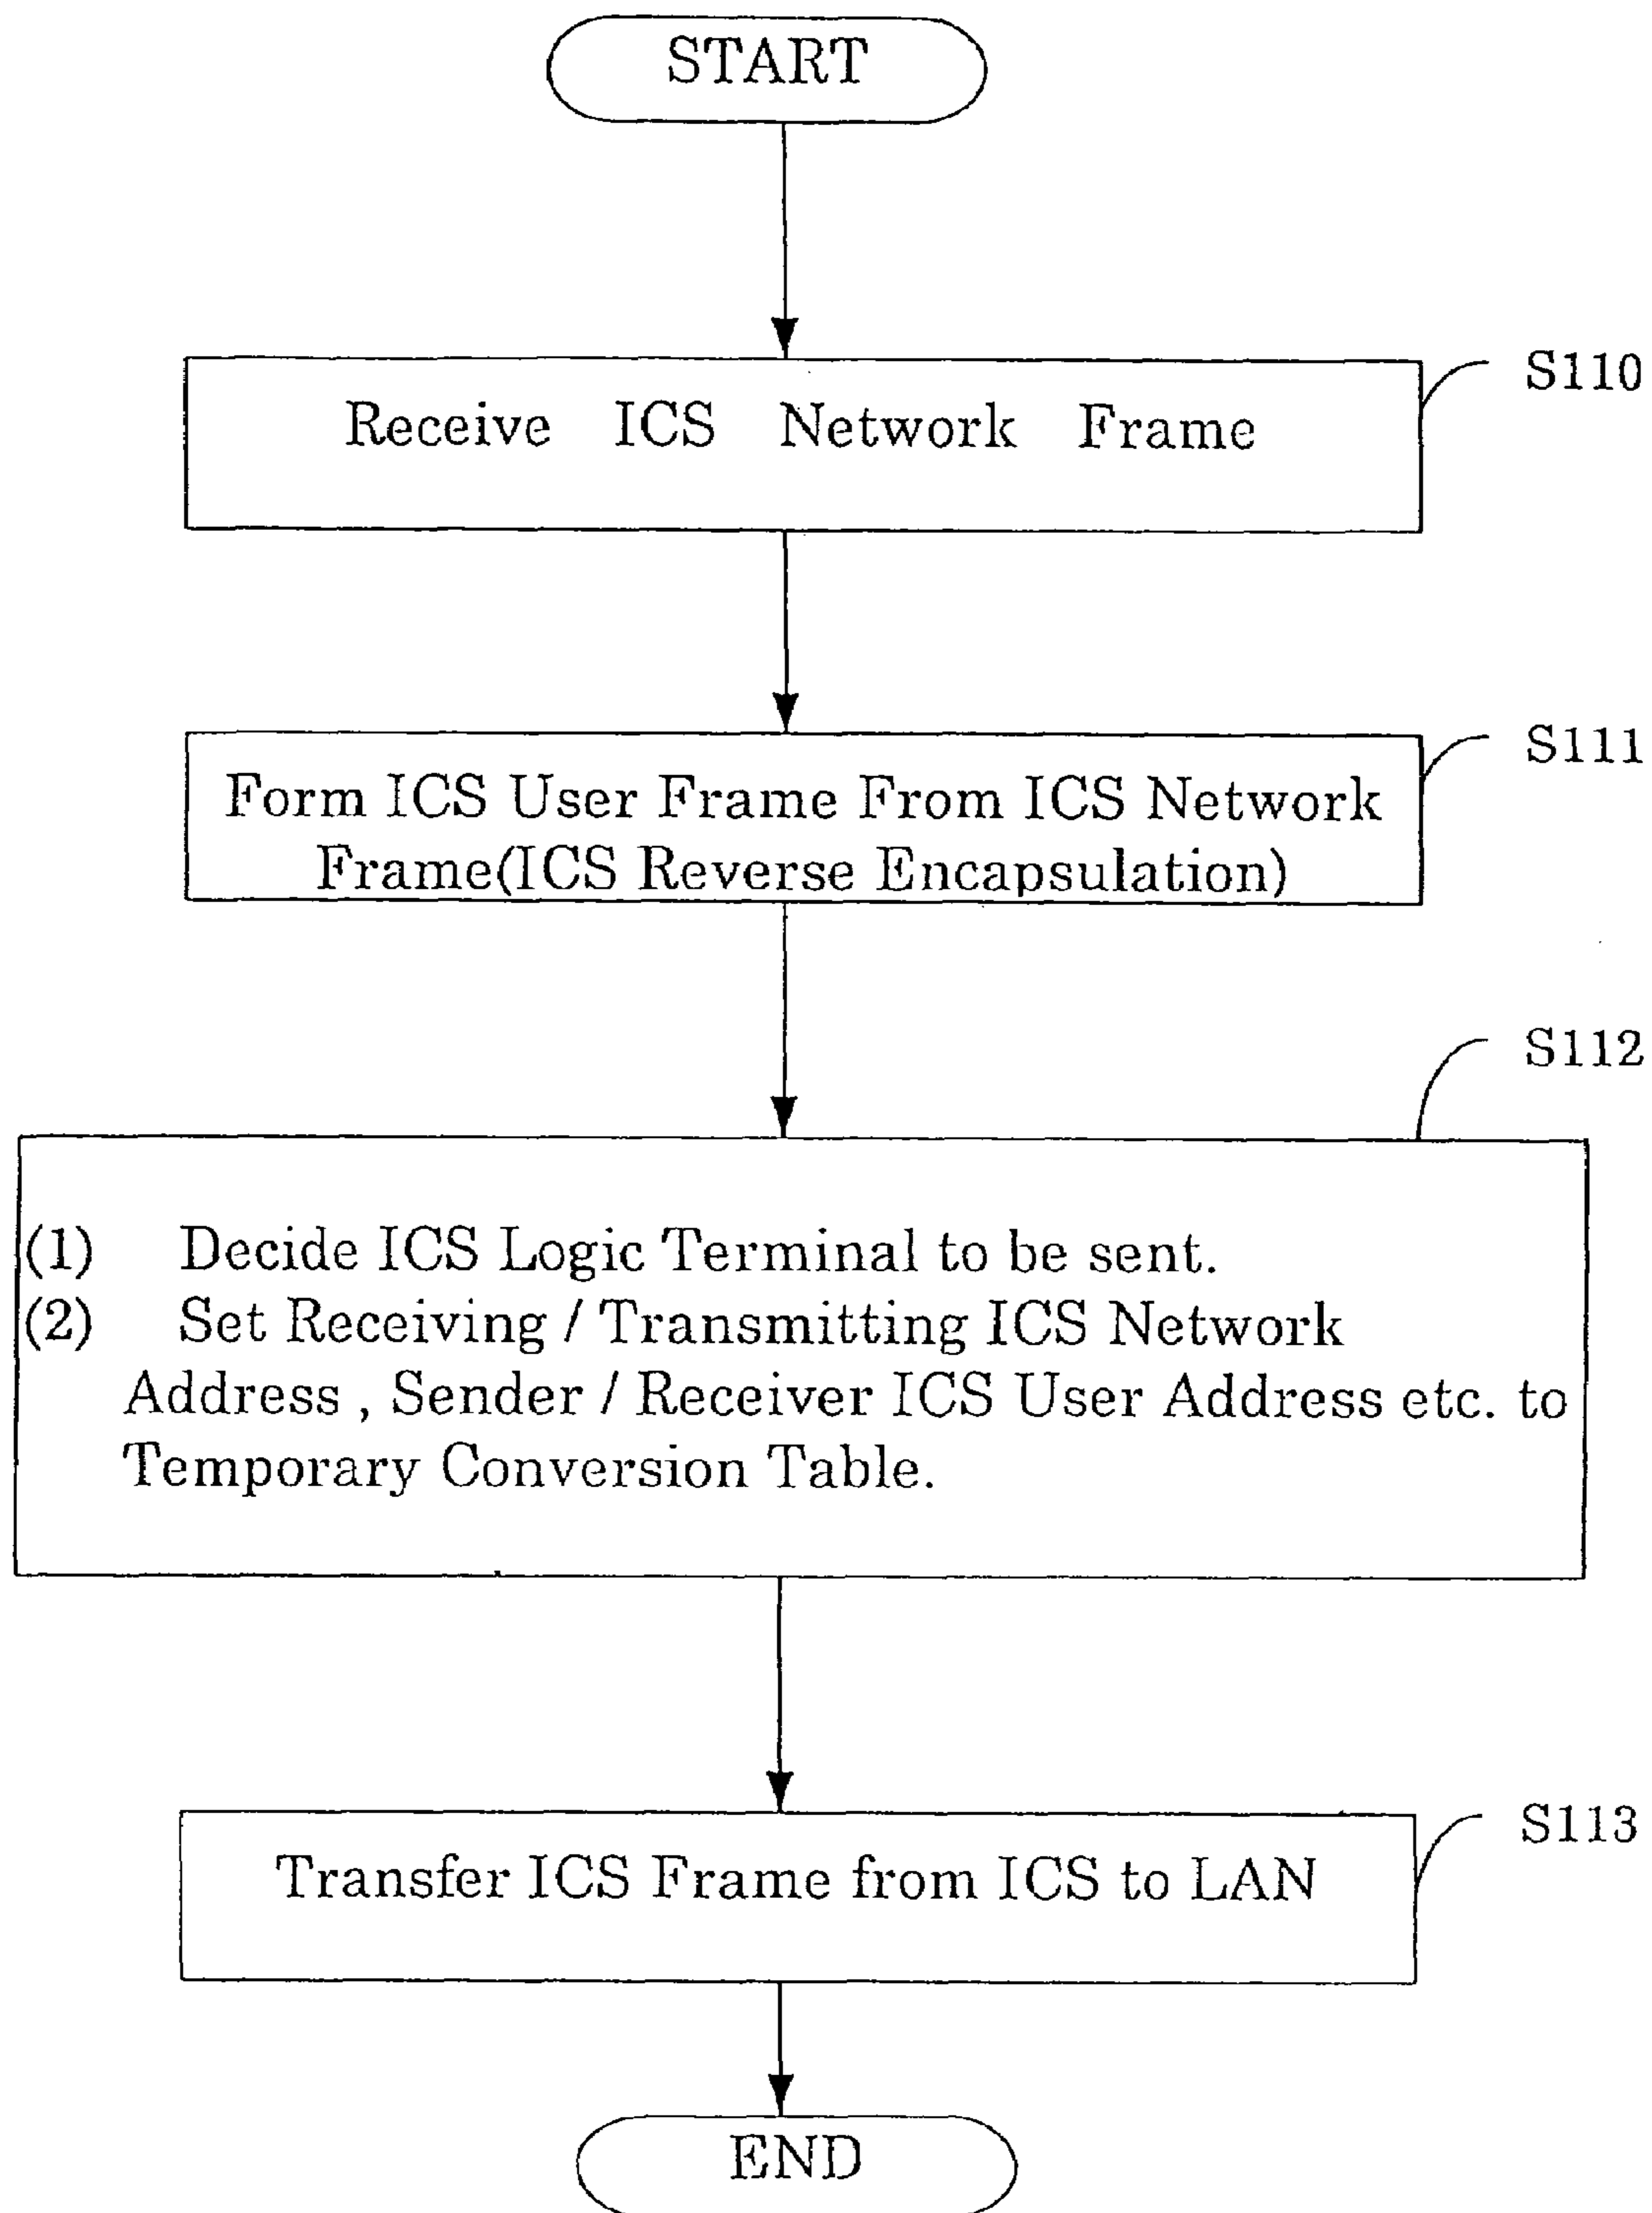 START
S110
Receive ICS Network Frame
S111
Form ICS User Frame From ICS Network
Frame(ICS Reverse Encapsulation)
S112
(1) Decide ICS Logic Terminal to be sent.
(2) Set Receiving / Transmitting ICS Network
Address , Sender / Receiver ICS User Address etc. to
Temporary Conversion Table.
S113
Transfer ICS Frame from ICS to LAN
END